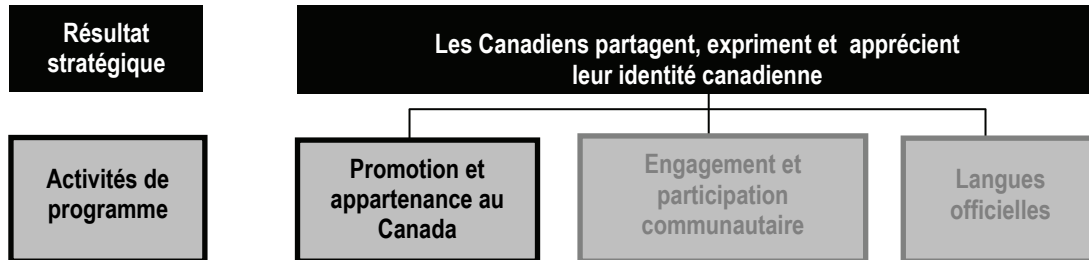 Résultat
stratégique
Les Canadiens partagent, expriment et apprécient
leur identité canadienne
Activités de
programme
Promotion et
appartenance au
Canada
Engagement et
participation
communautaire
Langues
officielles